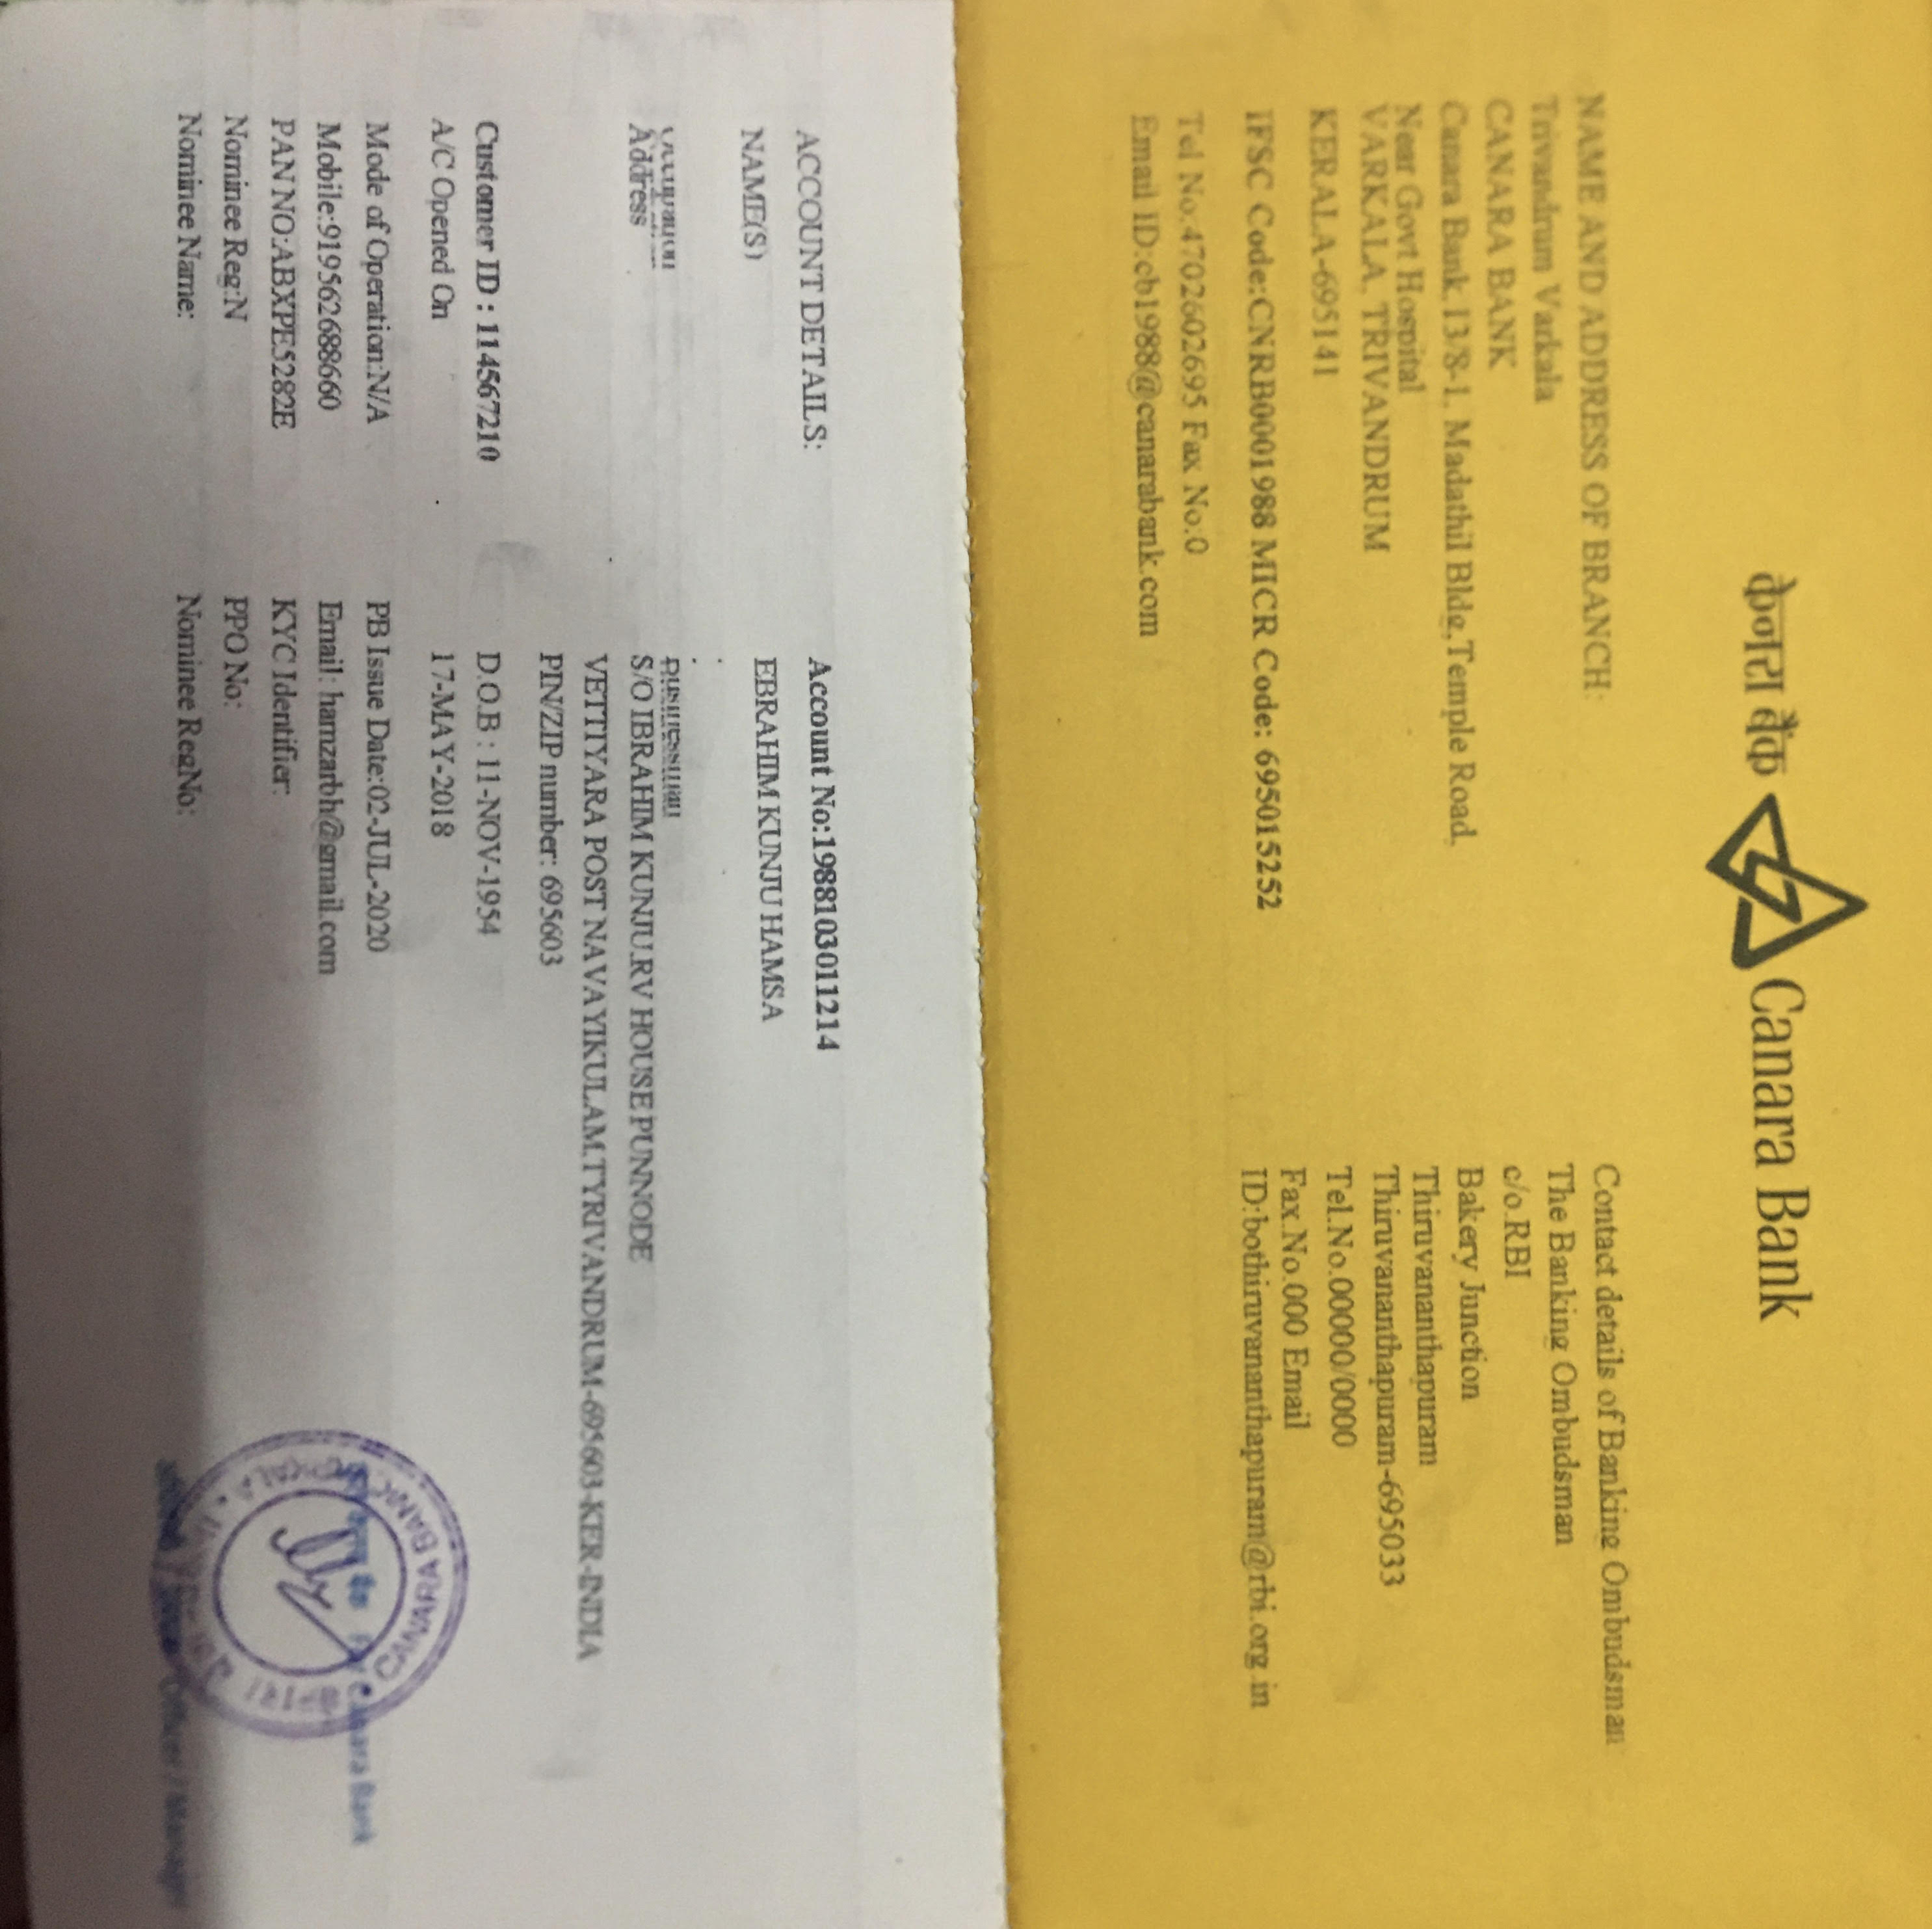 केनरा बैंक Canara Bank
NAME AND ADDRESS OF BRANCH:
Trivandrum Varkala
CANARA BANK
Canara Bank 13/8-1, Madathil Bldg,Temple Road,
Near Govt Hospital
VARKALA, TRIVANDRUM
KERALA-695141
IFSC Code:CNRB0001988 MICR Code: 695015252
Tel No:4702602695 Fax No:0
Email ID:cb1988@canarabank.com
Contact details of Banking Ombudsman
The Banking Ombudsman
c/o.RBI
Bakery Junction
Thiruvananthapuram
Thiruvananthapuram-695033
Tel.No.00000/0000
Fax.No.000 Email
ID:bothiruvananthapuram@rbi.org.in
ACCOUNT DETAILS: Account No:1988103011214
NAME(S) EBRAHIM KUNJU HAMSA
Address S/O IBRAHIM KUNJU.RV HOUSE PUNNODE
VETTIYARA POST NAVAYIKULAM.TYRIVANDRUM-695603-KER-INDIA
PIN/ZIP number: 695603
Customer ID : 114567210 D.O.B : 11-NOV-1954
A/C Opened On 17-MAY-2018
Mode of Operation:N/A PB Issue Date:02-JUL-2020
Mobile:919562688660 Email: hamzarbh@gmail.com
PAN NO:ABXPE5282E KYC Identifier:
Nominee Reg:N PPO No:
Nominee Name: Nominee RegNo:
CANARA BANK
Canara Bank
Officer / Manager